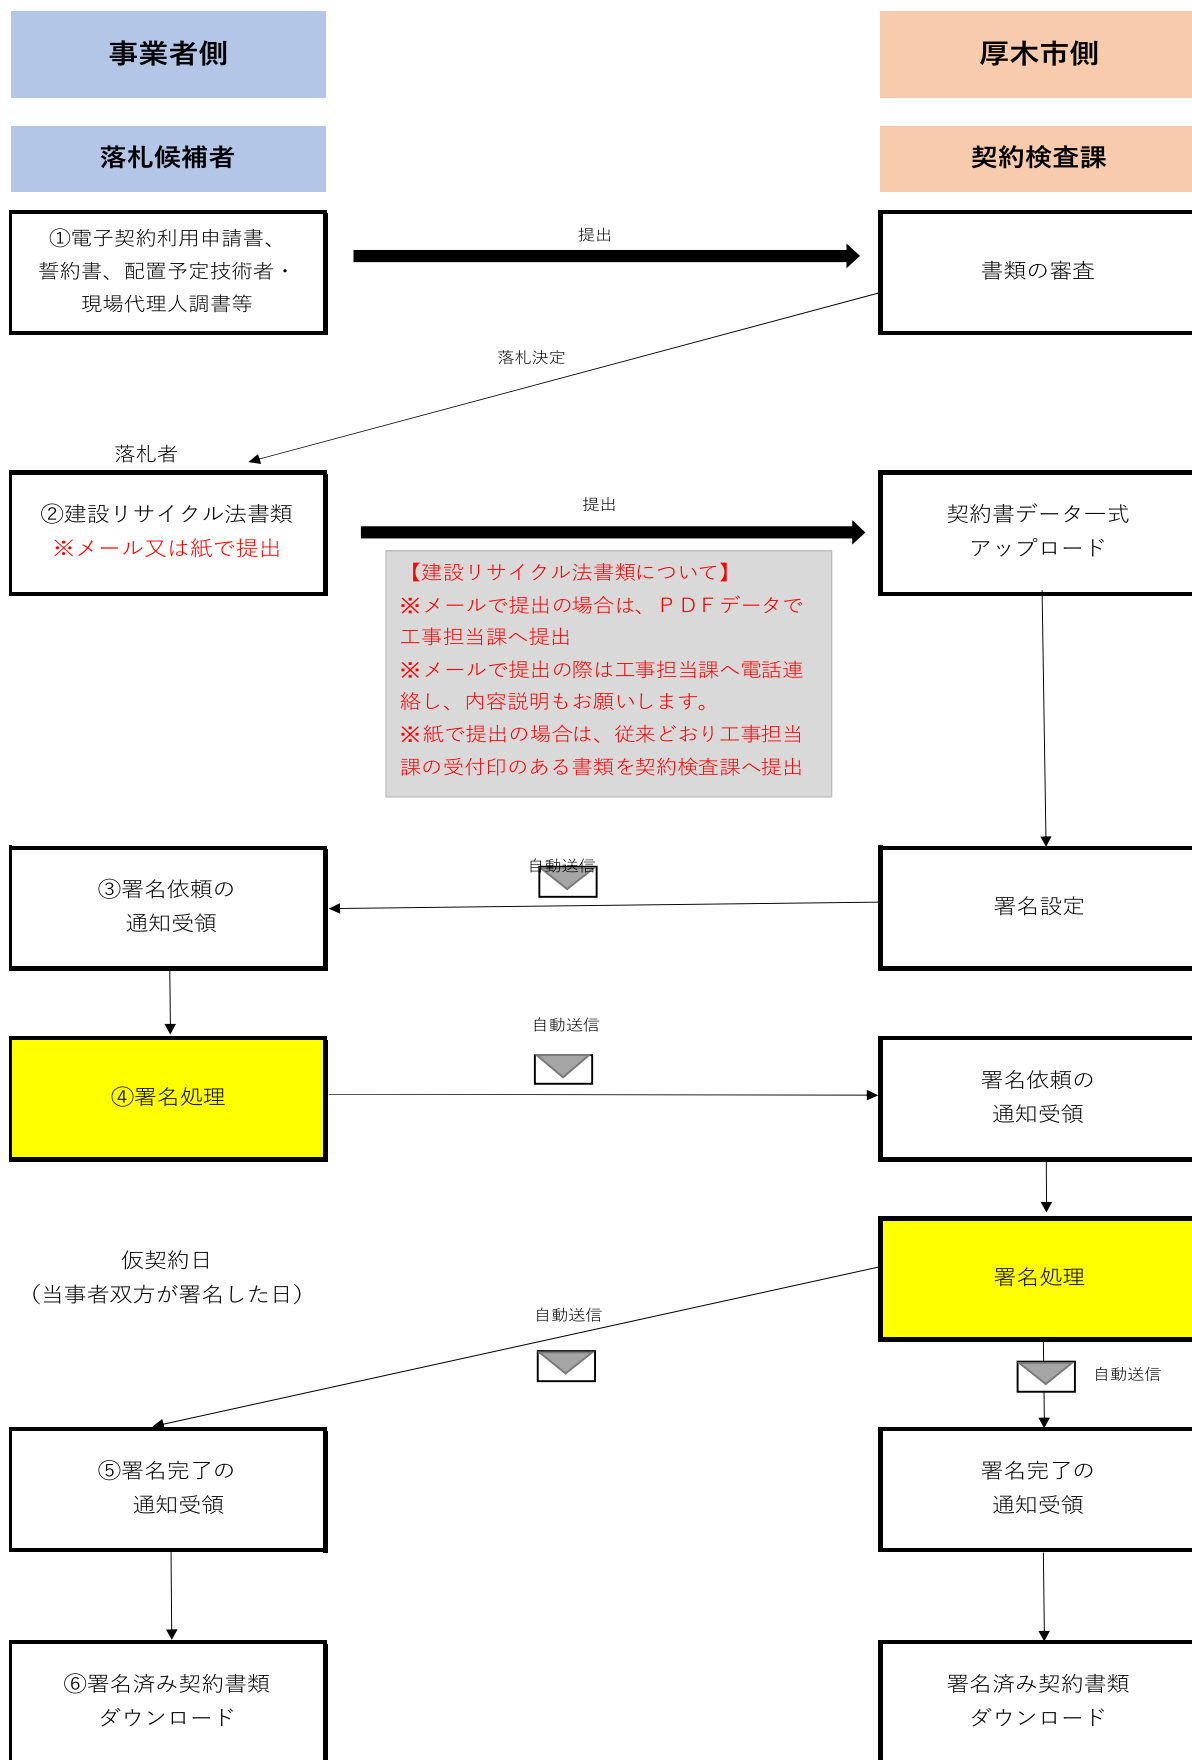 事業者側
厚木市側
落札候補者
契約検査課
①電子契約利用申請書、
誓約書、配置予定技術者・
現場代理人調書等
提出
書類の審査
落札決定
落札者
②建設リサイクル法書類
※メール又は紙で提出
提出
契約書データ一式
アップロード
【建設リサイクル法書類について】
※メールで提出の場合は、ＰＤＦデータで
工事担当課へ提出
※メールで提出の際は工事担当課へ電話連
絡し、内容説明もお願いします。
※紙で提出の場合は、従来どおり工事担当
課の受付印のある書類を契約検査課へ提出
③署名依頼の
通知受領
自動送信
署名設定
④署名処理
自動送信
署名依頼の
通知受領
仮契約日
（当事者双方が署名した日）
署名処理
自動送信
自動送信
⑤署名完了の
通知受領
署名完了の
通知受領
⑥署名済み契約書類
ダウンロード
署名済み契約書類
ダウンロード